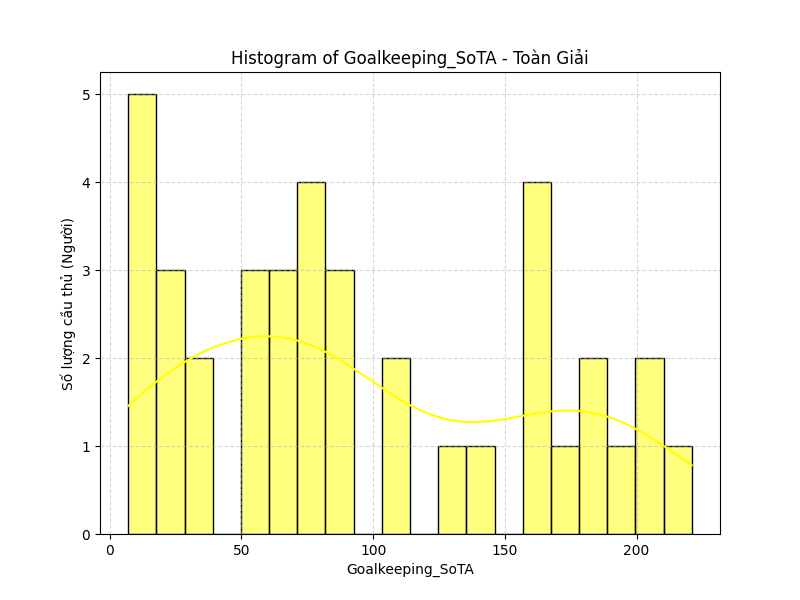 Histogram of Goalkeeping_SoTA - Toàn Giải
Số lượng cầu thủ (Người)
5
4
3
2
1
0
0 50 100 150 200
Goalkeeping_SoTA